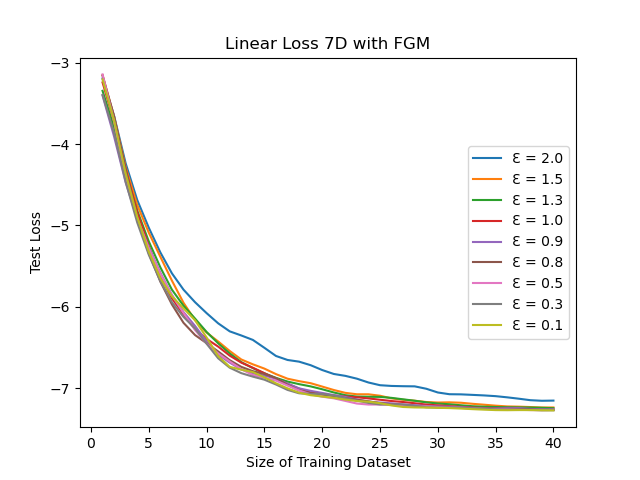 Linear Loss 7D with FGM
Test Loss
−3
−4
−5
−6
−7
Ɛ = 2.0
Ɛ = 1.5
Ɛ = 1.3
Ɛ = 1.0
Ɛ = 0.9
Ɛ = 0.8
Ɛ = 0.5
Ɛ = 0.3
Ɛ = 0.1
0 5 10 15 20 25 30 35 40
Size of Training Dataset